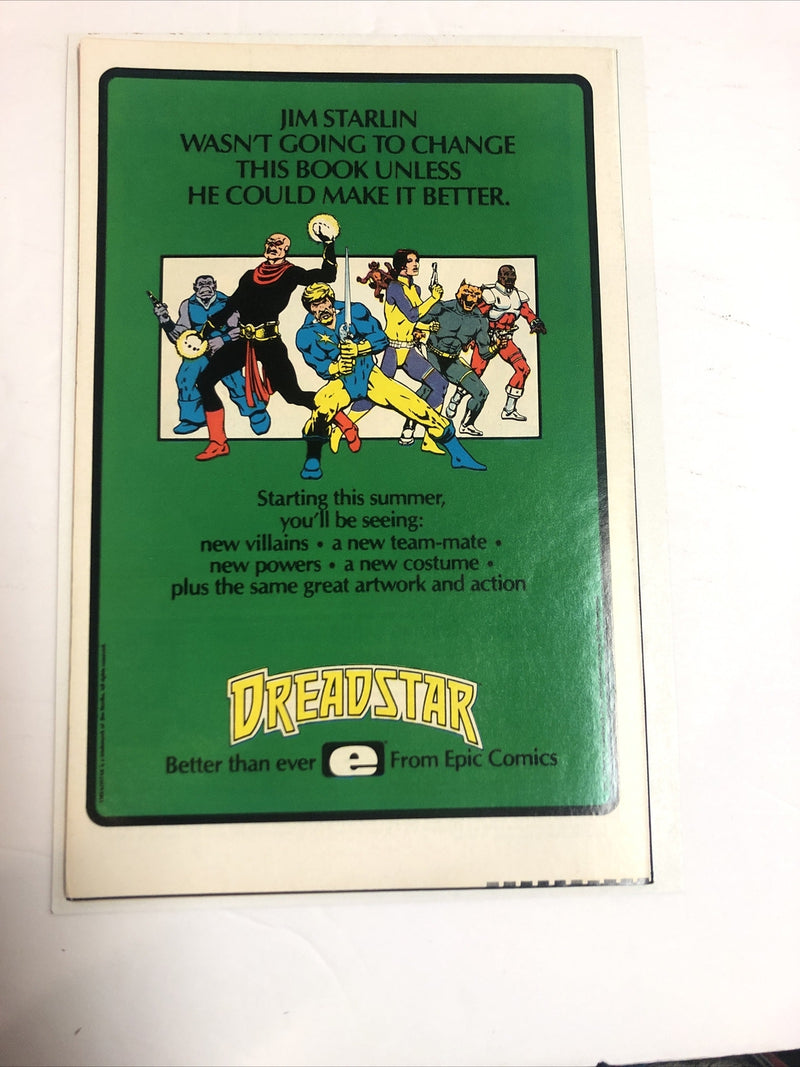 JIM STARLIN
WASN'T GOING TO CHANGE
THIS BOOK UNLESS
HE COULD MAKE IT BETTER.
Starting this summer,
you'll be seeing:
new villains • a new team-mate •
new powers • a new costume •
plus the same great artwork and action
DREADSTAR
Better than ever e From Epic Comics